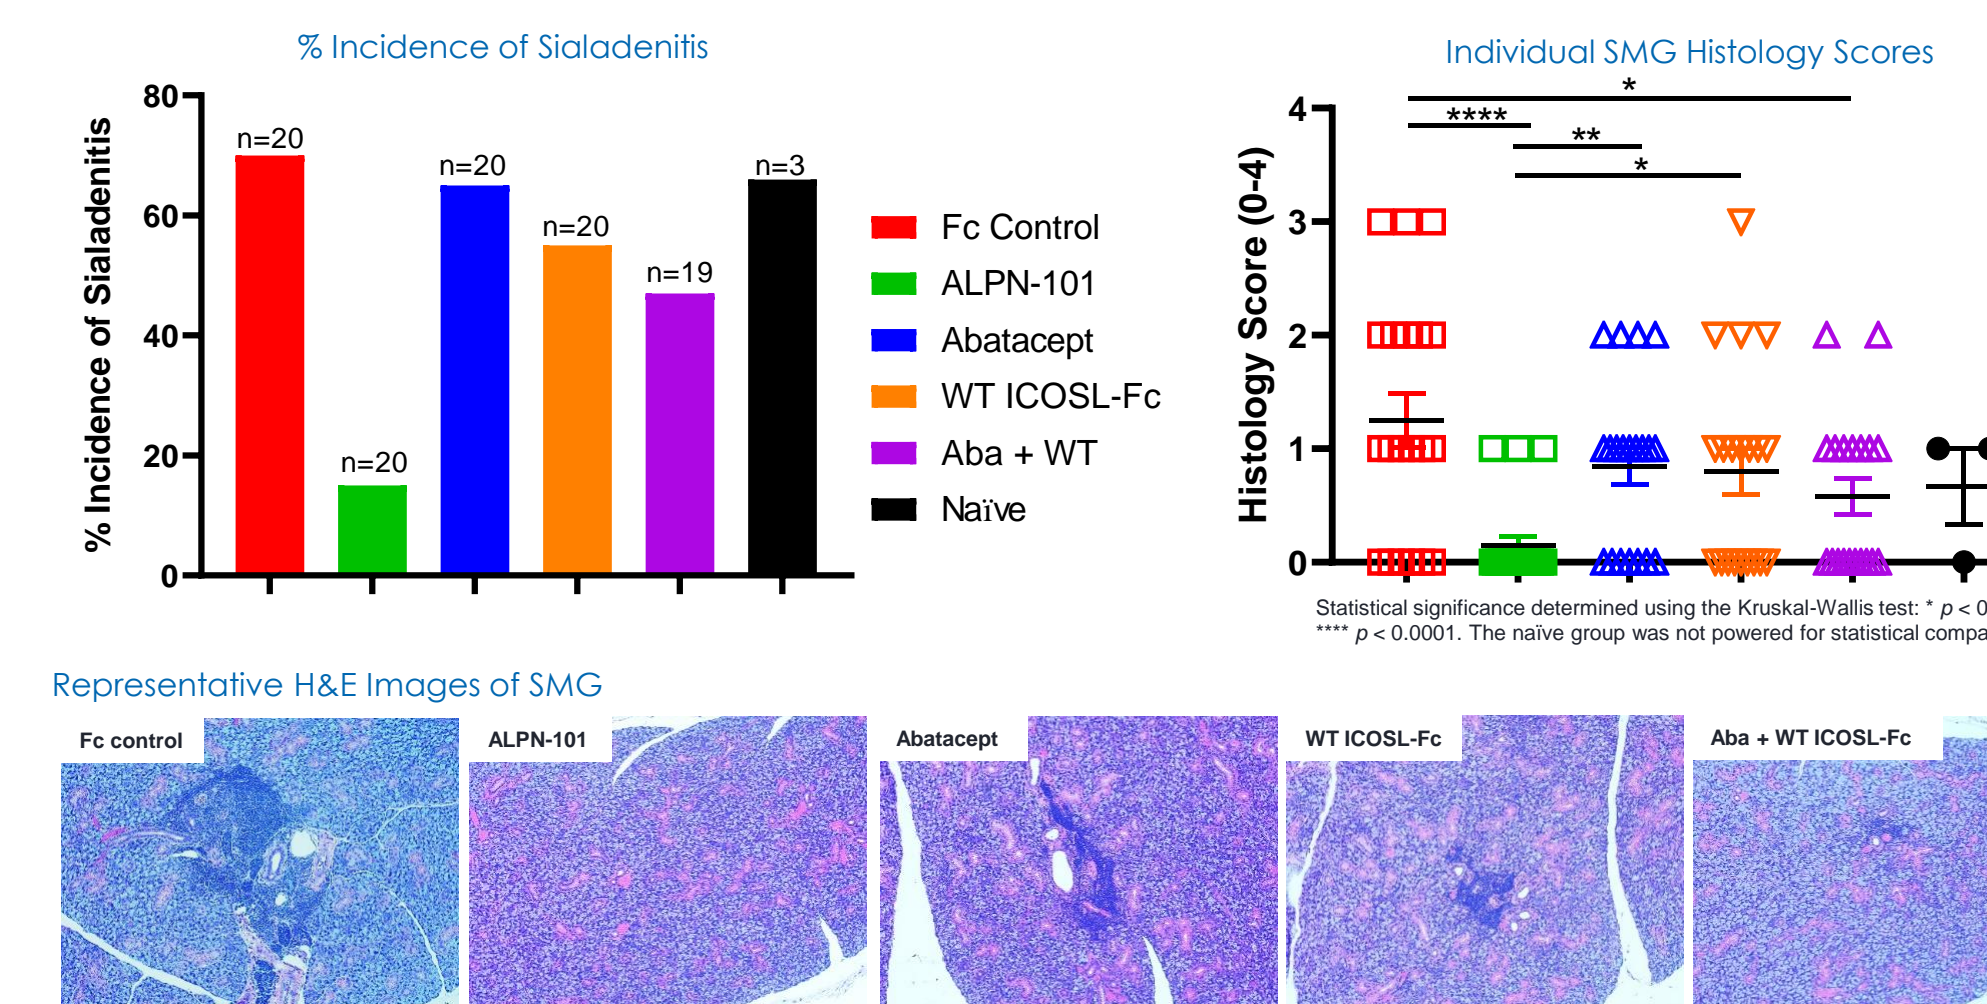 % Incidence of Sialadenitis
% Incidence of Sialadenitis
80
60
40
20
0
n=20
n=20
n=20
n=20
n=19
n=3
Fc Control
ALPN-101
Abatacept
WT ICOSL-Fc
Aba + WT
Naïve
Individual SMG Histology Scores
Histology Score (0-4)
4
3
2
1
0
*
****
**
*
Statistical significance determined using the Kruskal-Wallis test: * p < 0
**** p < 0.0001. The naïve group was not powered for statistical compa
Representative H&E Images of SMG
Fc control
ALPN-101
Abatacept
WT ICOSL-Fc
Aba + WT ICOSL-Fc